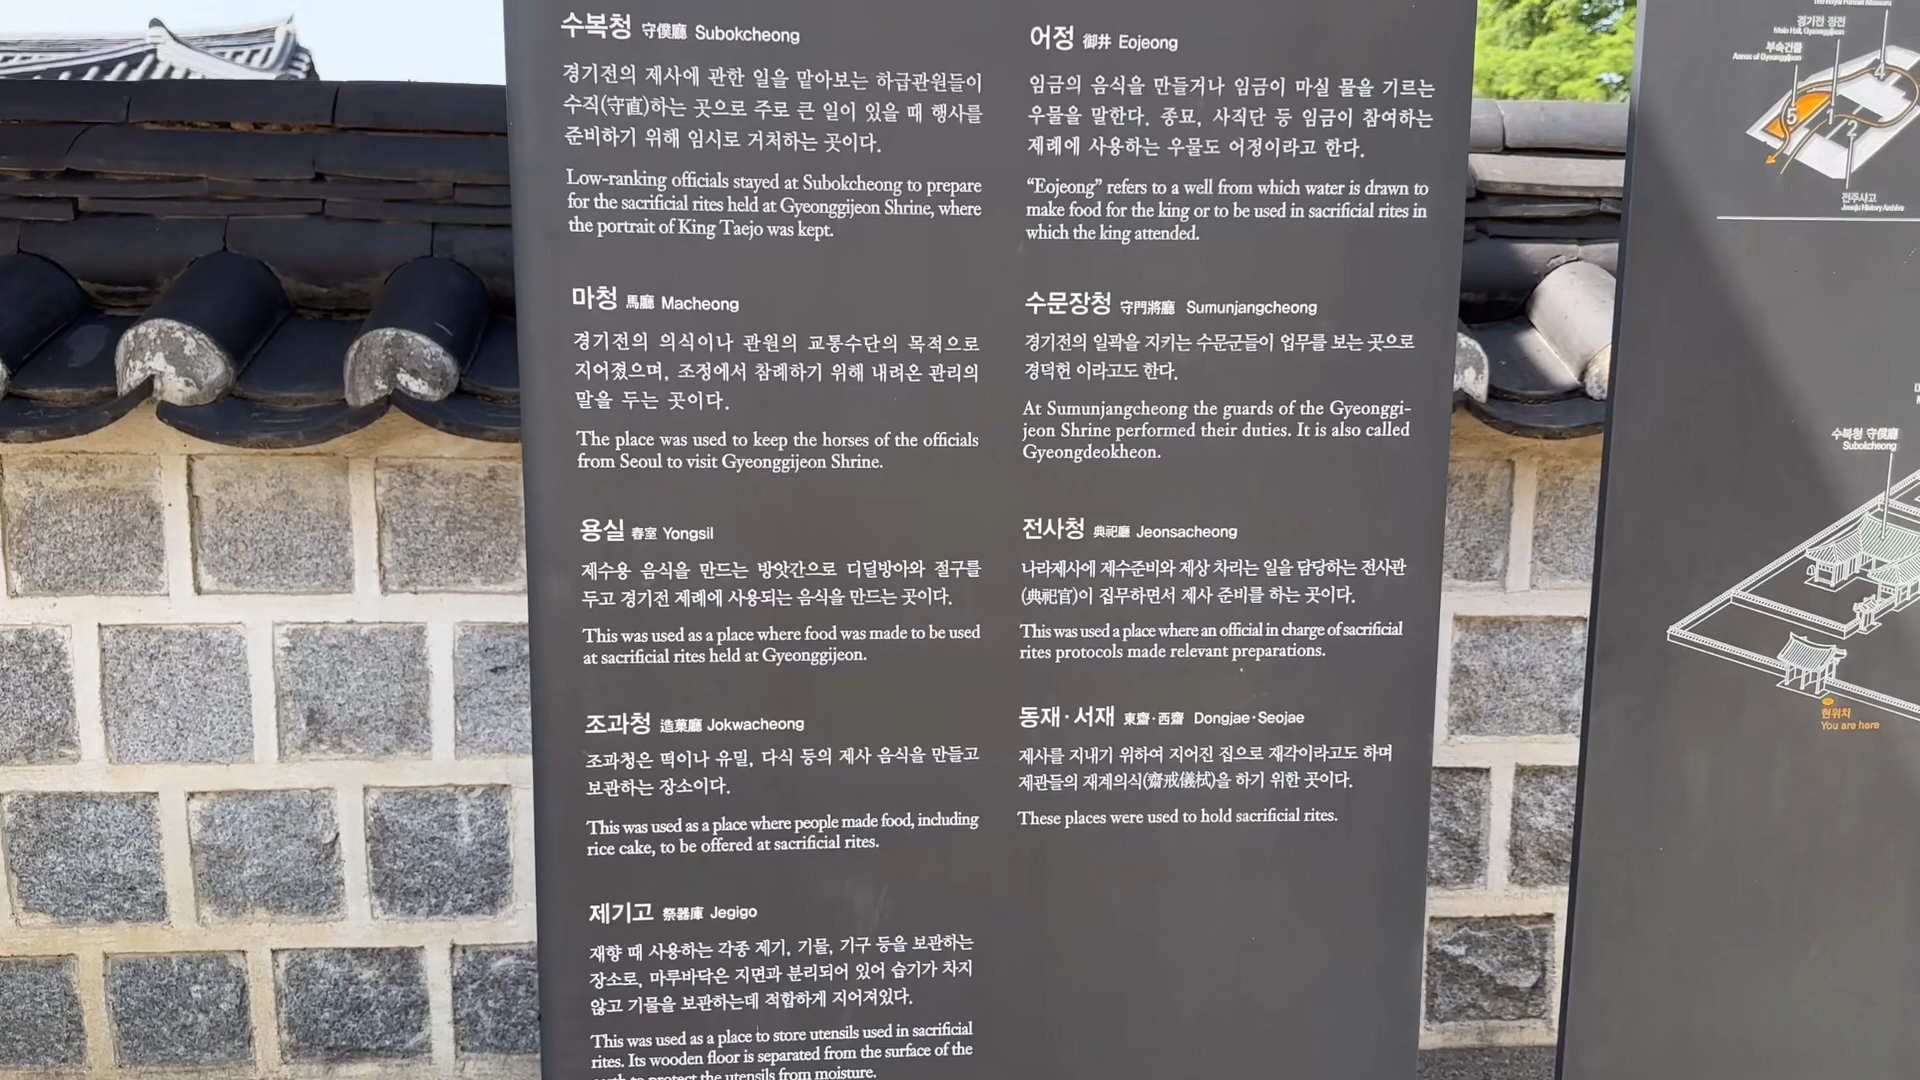 수복청 守僕廳 Subokcheong
경기전의 제사에 관한 일을 맡아보는 하급관원들이
수직(守直)하는 곳으로 주로 큰 일이 있을 때 행사를
준비하기 위해 임시로 거처하는 곳이다.
Low-ranking officials stayed at Subokcheong to prepare
for the sacrificial rites held at Gyeonggijeon Shrine, where
the portrait of King Taejo was kept.
마청 馬廳 Macheong
경기전의 의식이나 관원의 교통수단의 목적으로
지어졌으며, 조정에서 참례하기 위해 내려온 관리의
말을 두는 곳이다.
The place was used to keep the horses of the officials
from Seoul to visit Gyeonggijeon Shrine.
용실 舂室 Yongsil
제수용 음식을 만드는 방앗간으로 디딜방아와 절구를
두고 경기전 제례에 사용되는 음식을 만드는 곳이다.
This was used as a place where food was made to be used
at sacrificial rites held at Gyeonggijeon.
조과청 造菓廳 Jokwacheong
조과청은 떡이나 유밀, 다식 등의 제사 음식을 만들고
보관하는 장소이다.
This was used as a place where people made food, including
rice cake, to be offered at sacrificial rites.
제기고 祭器庫 Jegigo
재향 때 사용하는 각종 제기, 기물, 기구 등을 보관하는
장소로, 마루바닥은 지면과 분리되어 있어 습기가 차지
않고 기물을 보관하는데 적합하게 지어져있다.
This was used as a place to store utensils used in sacrificial
rites. Its wooden floor is separated from the surface of the
to protect the utensils from moisture.
어정 御井 Eojeong
임금의 음식을 만들거나 임금이 마실 물을 기르는
우물을 말한다. 종묘, 사직단 등 임금이 참여하는
제례에 사용하는 우물도 어정이라고 한다.
“Eojeong” refers to a well from which water is drawn to
make food for the king or to be used in sacrificial rites in
which the king attended.
수문장청 守門將廳 Sumunjangcheong
경기전의 일곽을 지키는 수문군들이 업무를 보는 곳으로
경덕헌 이라고도 한다.
At Sumunjangcheong the guards of the Gyeonggi-
jeon Shrine performed their duties. It is also called
Gyeongdeokheon.
전사청 典祀廳 Jeonsacheong
나라제사에 제수준비와 제상 차리는 일을 담당하는 전사관
(典祀官)이 집무하면서 제사 준비를 하는 곳이다.
This was used a place where an official in charge of sacrificial
rites protocols made relevant preparations.
동재·서재 東齋·西齋 Dongjae·Seojae
제사를 지내기 위하여 지어진 집으로 재각이라고도 하며
제관들의 재계의식(齋戒儀栻)을 하기 위한 곳이다.
These places were used to hold sacrificial rites.
경기전 정전
Main Hall, Gyeonggijeon
부속건물
Annex of Gyeonggijeon
4
5
1
2
전주사고
Jeonju History Archive
수복청 守僕廳
Subokcheong
현위치
You are here